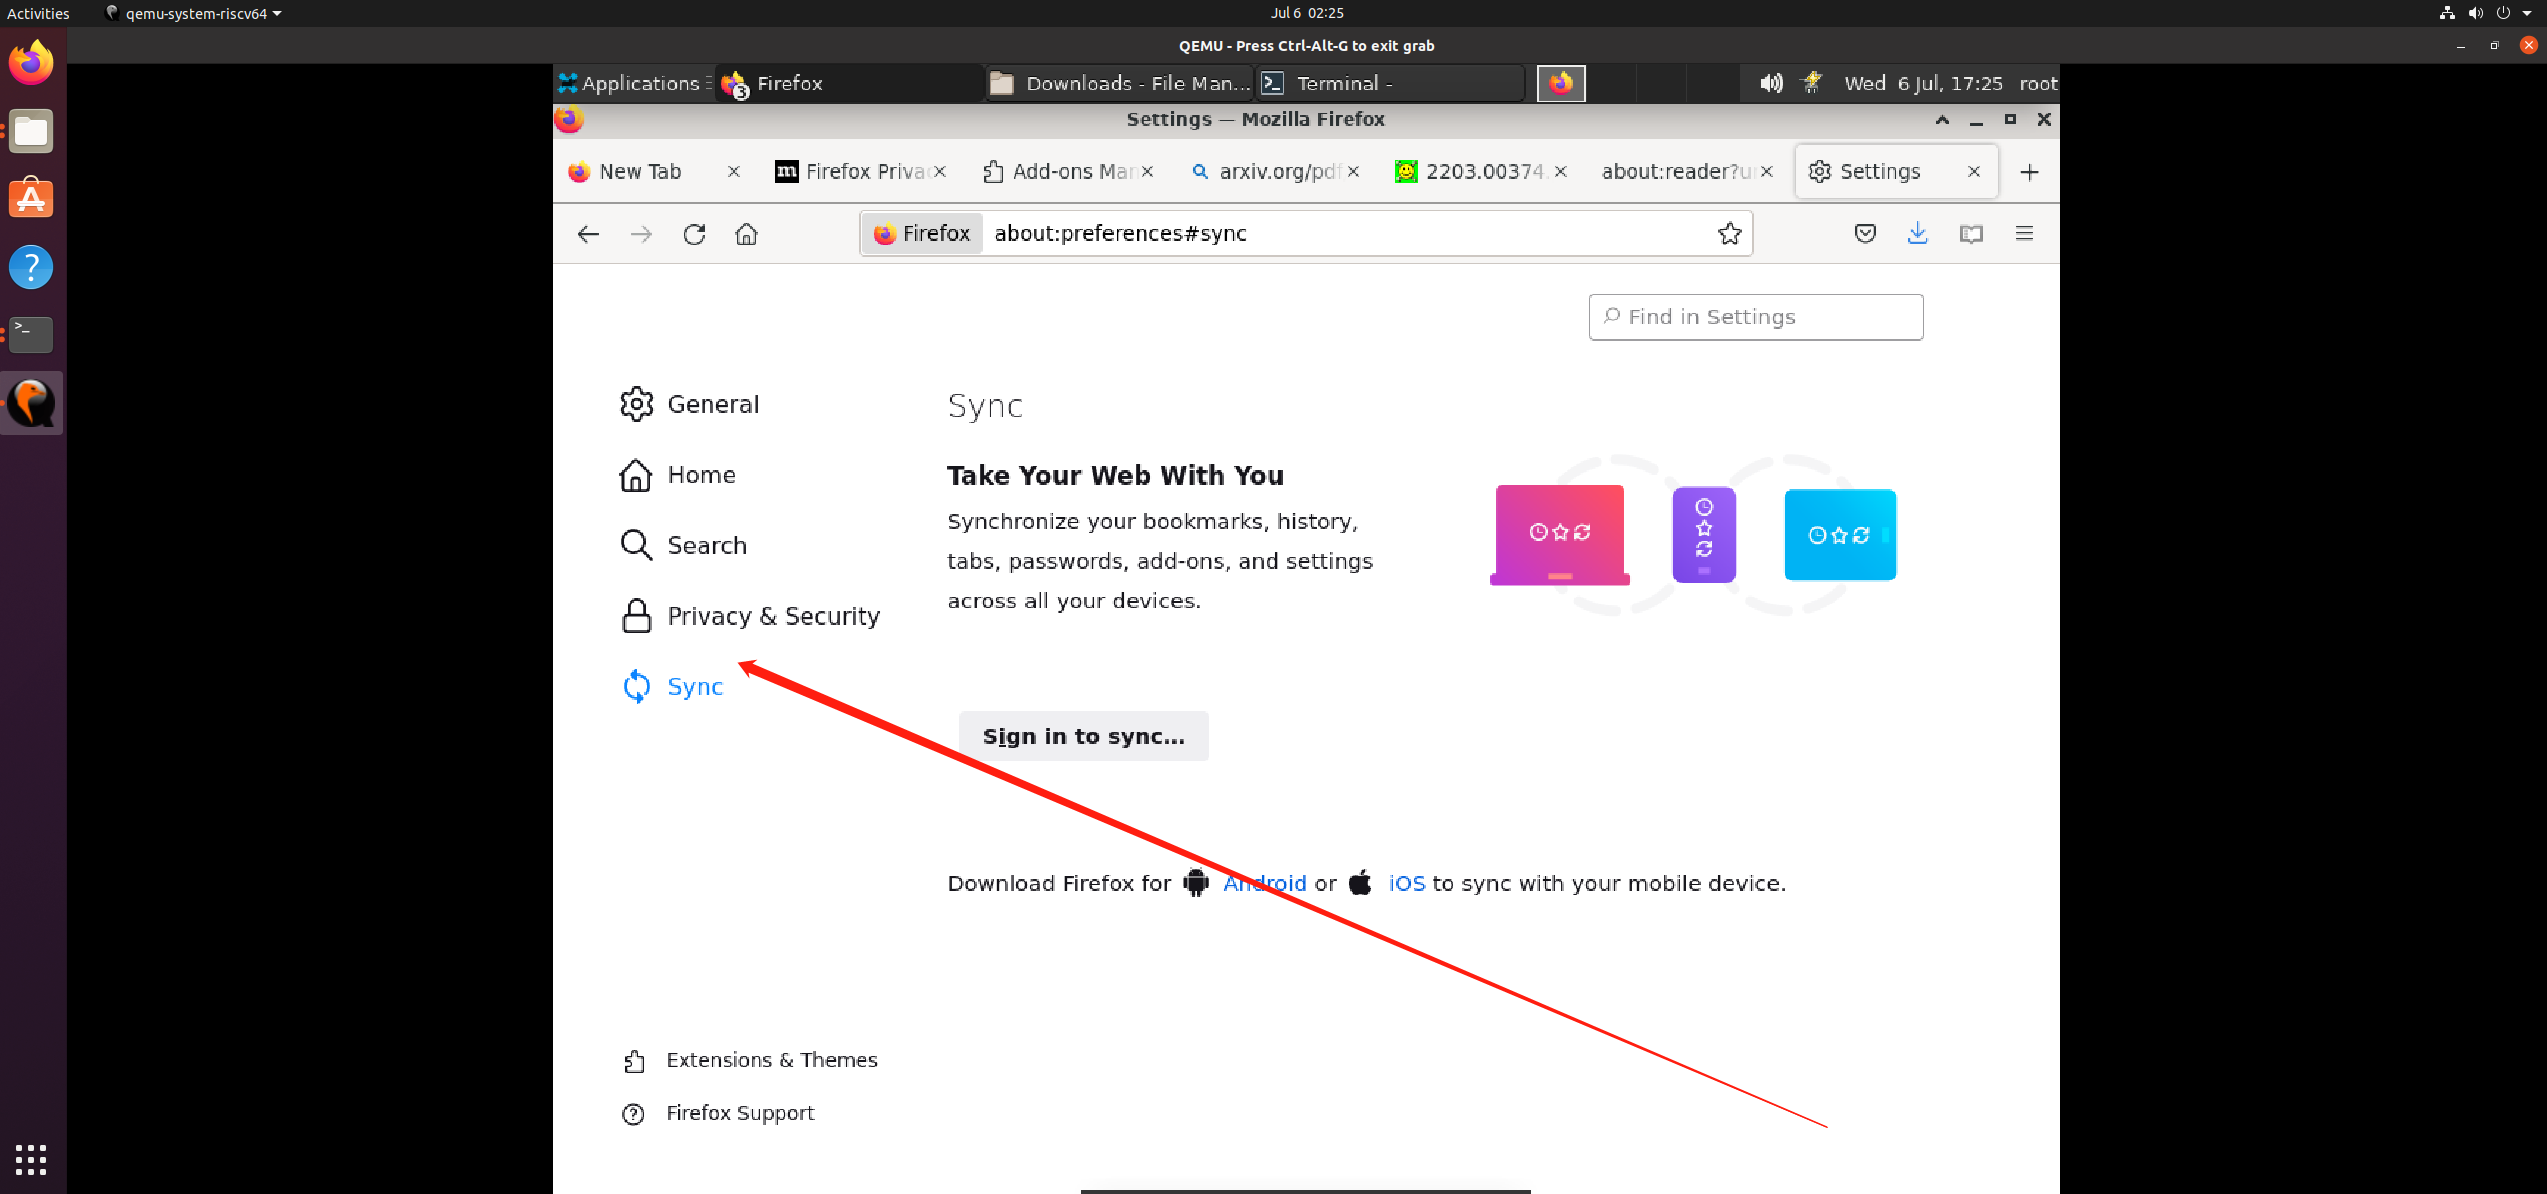 Activities
qemu-system-riscv64
Jul 6 02:25
QEMU - Press Ctrl-Alt-G to exit grab
Applications
3
Firefox
Downloads - File Man...
Terminal -
Wed 6 Jul, 17:25
root
Settings — Mozilla Firefox
New Tab
m
Firefox Priva
Add-ons Man
arxiv.org/pdf
2203.00374.
about:reader?u
Settings
Firefox
about:preferences#sync
Find in Settings
General
Home
Search
Privacy & Security
Sync
Sync
Take Your Web With You
Synchronize your bookmarks, history,
tabs, passwords, add-ons, and settings
across all your devices.
Sign in to sync...
Download Firefox for Android or iOS to sync with your mobile device.
Extensions & Themes
Firefox Support